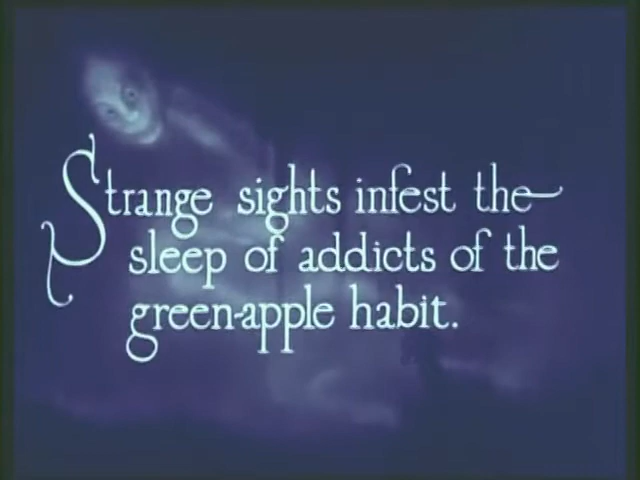 Strange sights infest the
sleep of addicts of the
green-apple habit.